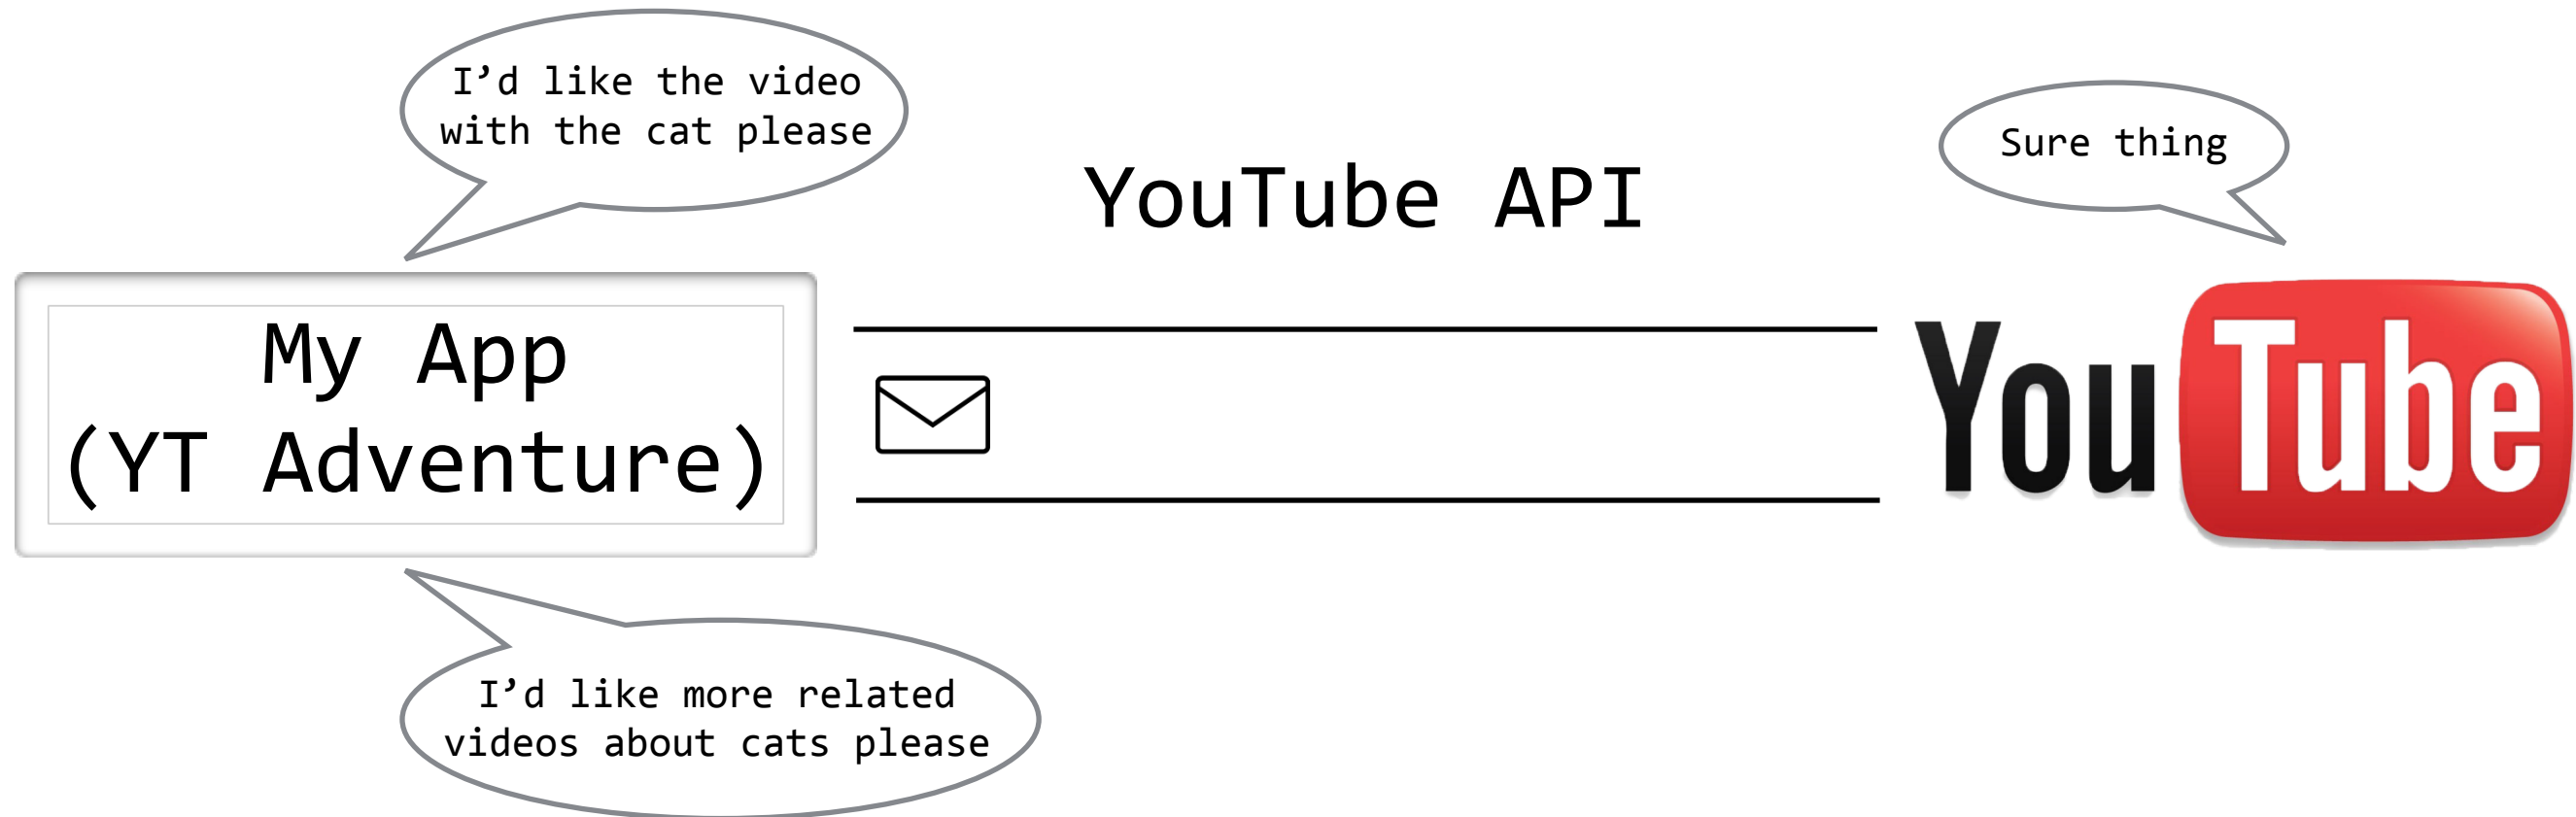 I’d like the video
with the cat please
YouTube API
Sure thing
My App
(YT Adventure)
YouTube
I’d like more related
videos about cats please